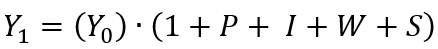 Y₁ = (Y₀) · (1 + P + I + W + S)